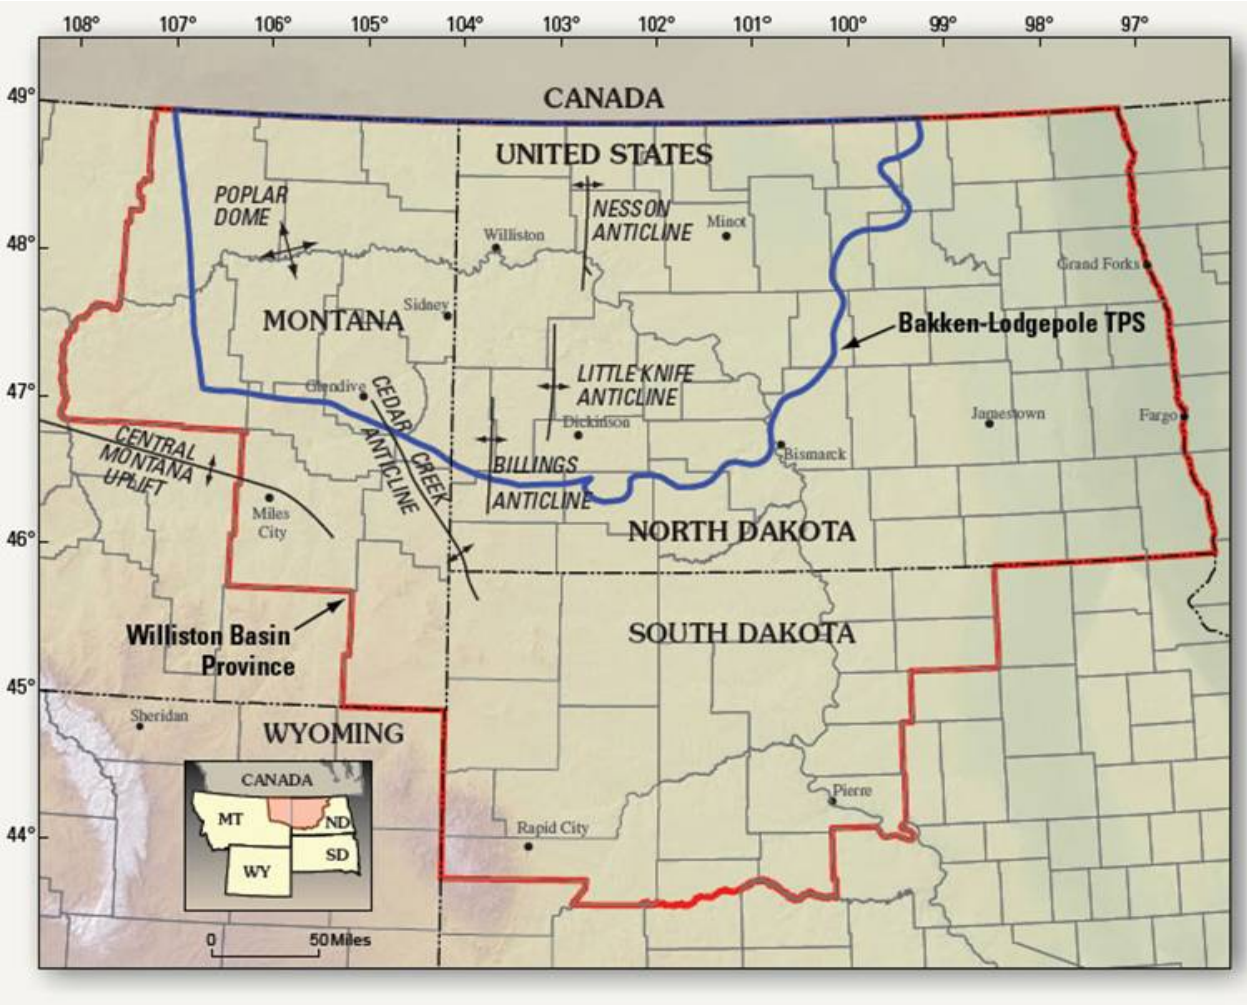 108° 107° 106° 105° 104° 103° 102° 101° 100° 99° 98° 97°
49°
CANADA
UNITED STATES
POPLAR
DOME
NESSON
ANTICLINE
Minot
Williston
48°
Grand Forks
Sidney
MONTANA
Bakken-Lodgepole TPS
LITTLE KNIFE
ANTICLINE
47°
Glendive
CEDAR CREEK
ANTICLINE
Dickinson
Jamestown
Fargo
CENTRAL
MONTANA
UPLIFT
BILLINGS
ANTICLINE
Bismarck
Miles
City
NORTH DAKOTA
46°
Williston Basin
Province
SOUTH DAKOTA
45°
Sheridan
WYOMING
CANADA
MT
ND
SD
WY
Pierre
Rapid City
44°
0 50 Miles